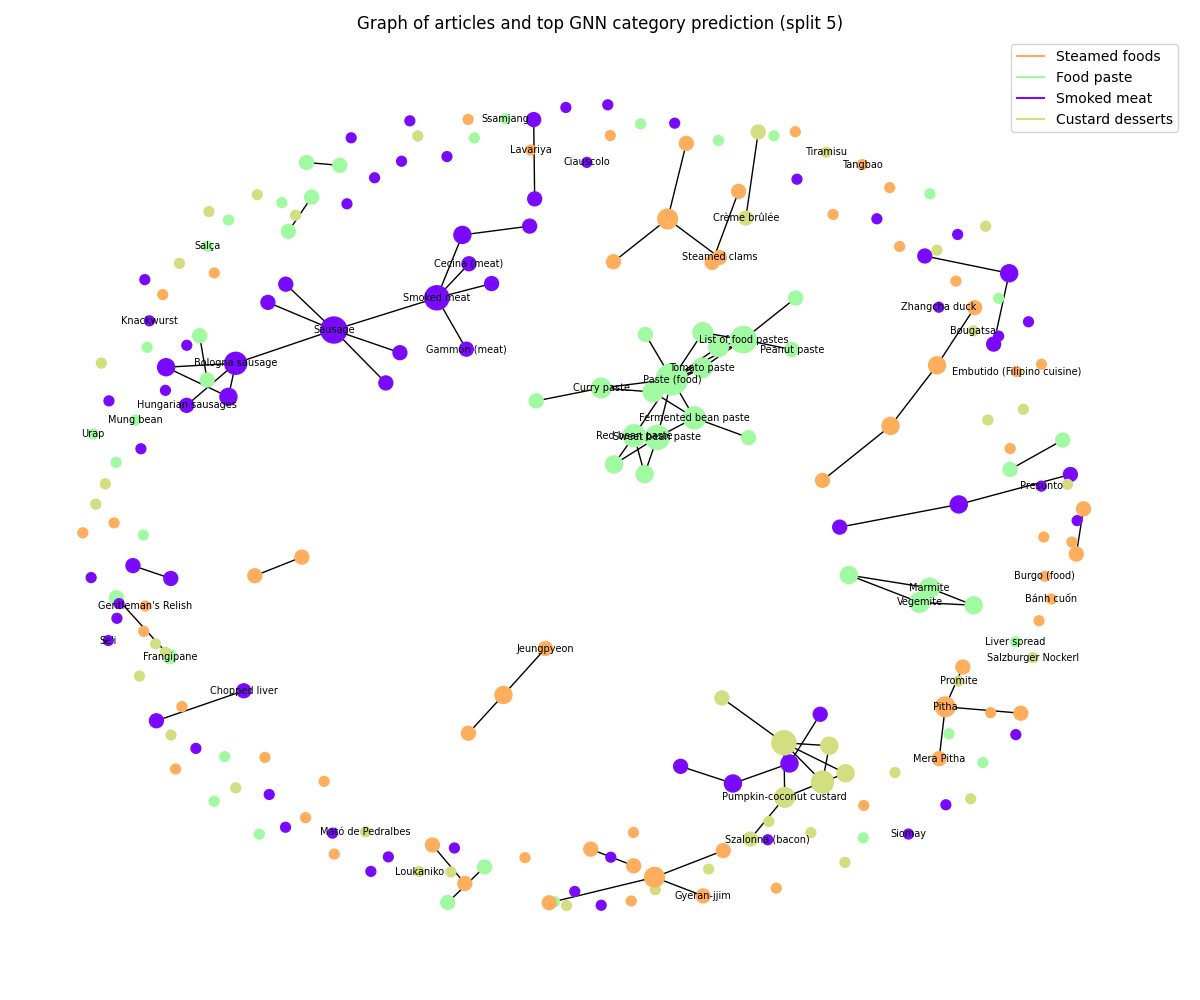 Graph of articles and top GNN category prediction (split 5)
Steamed foods
Food paste
Smoked meat
Custard desserts
Ssamjang
Lavariya
Ciauscolo
Tiramisu
Tangbao
Crème brûlée
Salça
Cecina (meat)
Steamed clams
Smoked meat
Zhangcha duck
Knackwurst
Sausage
Bougatsa
List of food pastes
Gammon (meat)
Peanut paste
Bologna sausage
Tomato paste
Embutido (Filipino cuisine)
Paste (food)
Curry paste
Hungarian sausages
Mung bean
Fermented bean paste
Urap
Red bean paste
Sweet bean paste
Presunto
Burgo (food)
Marmite
Bánh cuốn
Vegemite
Gentleman's Relish
Seli
Liver spread
Jeungpyeon
Frangipane
Salzburger Nockerl
Promite
Chopped liver
Pitha
Mera Pitha
Pumpkin-coconut custard
Mató de Pedralbes
Siomay
Szalonna (bacon)
Loukaniko
Gyeran-jjim